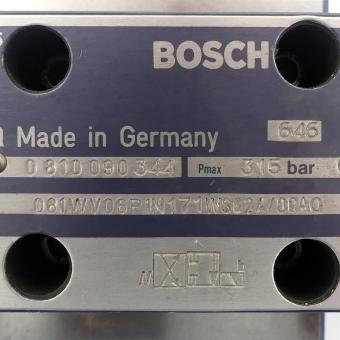 BOSCH
Made in Germany 646
0 810 090 344 Pmax 315 bar
081WV06P1N171WS024/00A0